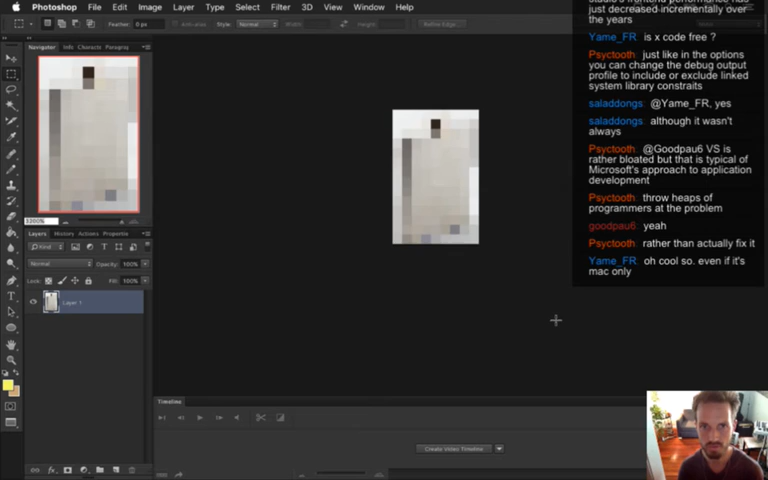 Photoshop File Edit Image Layer Type Select Filter 3D View Window Help
Feather: 0 px Style: Normal Width: Height: Refine Edge...
Navigator Info Charact Paragrap
3300%
Layers History Actions Properti
Kind
Normal Opacity: 100%
Lock: Fill: 100%
Layer 1
Timeline
Create Video Timeline
just decreased incrementally over
the years
Yame_FR is x code free ?
Psyctooth just like in the options
you can change the debug output
profile to include or exclude linked
system library constraits
saladdongs @Yame_FR, yes
saladdongs although it wasn't
always
Psyctooth @Goodpau6 VS is
rather bloated but that is typical of
Microsoft's approach to application
development
Psyctooth throw heaps of
programmers at the problem
goodpau6 yeah
Psyctooth rather than actually fix it
Yame_FR oh cool so. even if it's
mac only